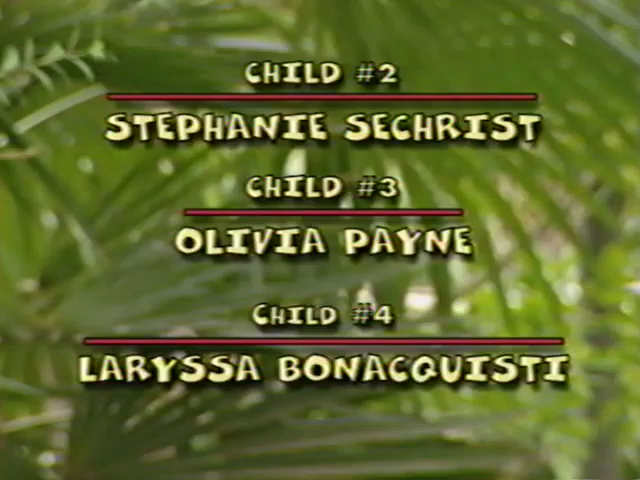 CHILD #2
STEPHANIE SECHRIST
CHILD #3
OLIVIA PAYNE
CHILD #4
LARYSSA BONACQUISTI